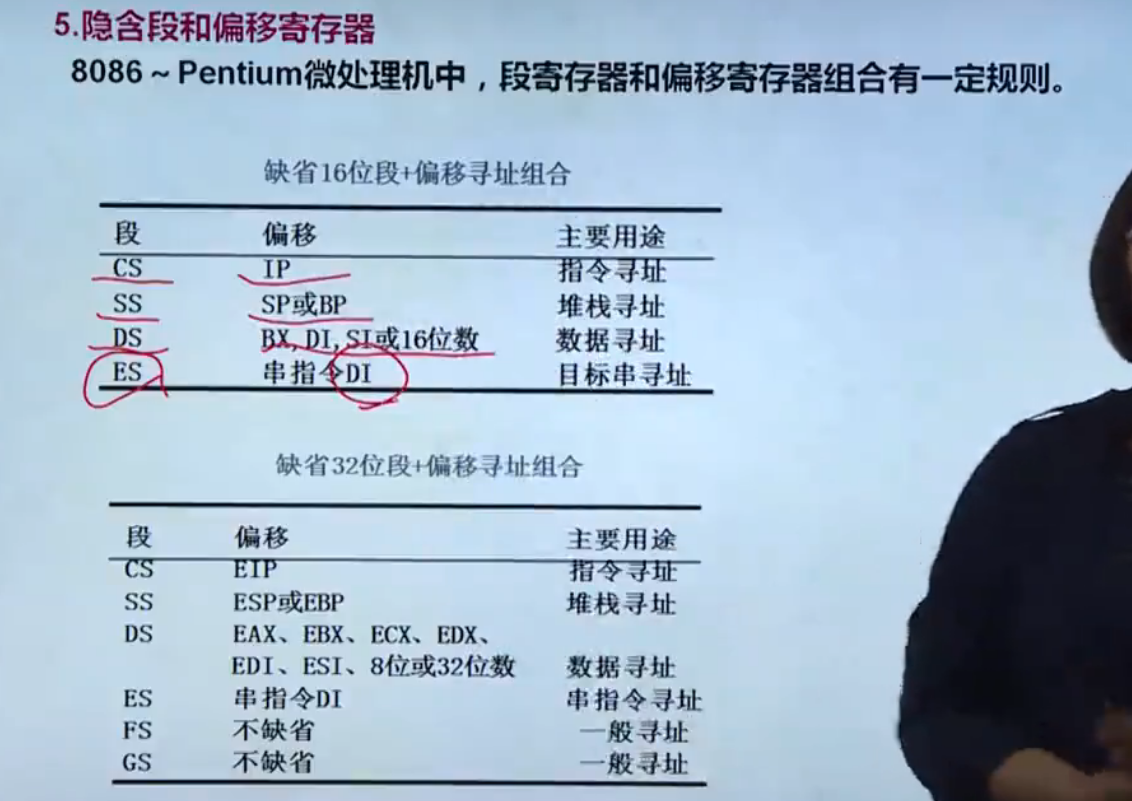 5.隐含段和偏移寄存器
8086～Pentium微处理机中，段寄存器和偏移寄存器组合有一定规则。
缺省16位段+偏移寻址组合
段 偏移 主要用途
CS IP 指令寻址
SS SP或BP 堆栈寻址
DS BX,DI,SI或16位数 数据寻址
ES 串指令DI 目标串寻址
缺省32位段+偏移寻址组合
段 偏移 主要用途
CS EIP 指令寻址
SS ESP或EBP 堆栈寻址
DS EAX、EBX、ECX、EDX、
EDI、ESI、8位或32位数 数据寻址
ES 串指令DI 串指令寻址
FS 不缺省 一般寻址
GS 不缺省 一般寻址